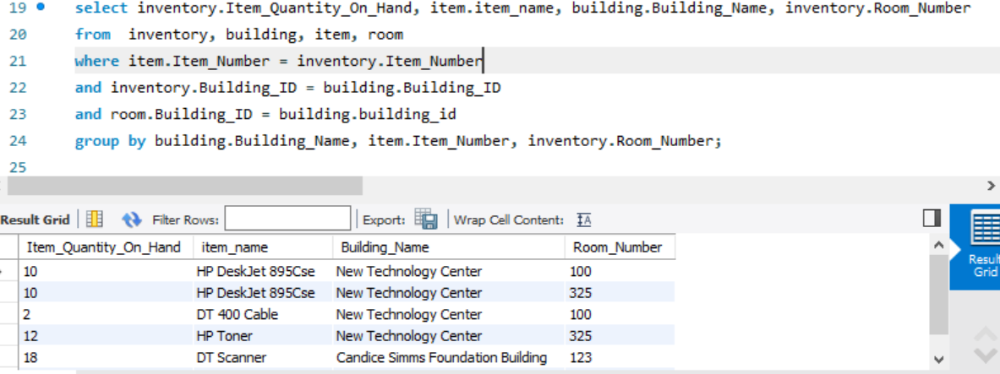 19 select inventory.Item_Quantity_On_Hand, item.item_name, building.Building_Name, inventory.Room_Number
20 from inventory, building, item, room
21 where item.Item_Number = inventory.Item_Number
22 and inventory.Building_ID = building.Building_ID
23 and room.Building_ID = building.building_id
24 group by building.Building_Name, item.Item_Number, inventory.Room_Number;
25
Result Grid Filter Rows: Export: Wrap Cell Content: IA
Item_Quantity_On_Hand item_name Building_Name Room_Number
10 HP DeskJet 895Cse New Technology Center 100
10 HP DeskJet 895Cse New Technology Center 325
2 DT 400 Cable New Technology Center 100
12 HP Toner New Technology Center 325
18 DT Scanner Candice Simms Foundation Building 123
Result
Grid